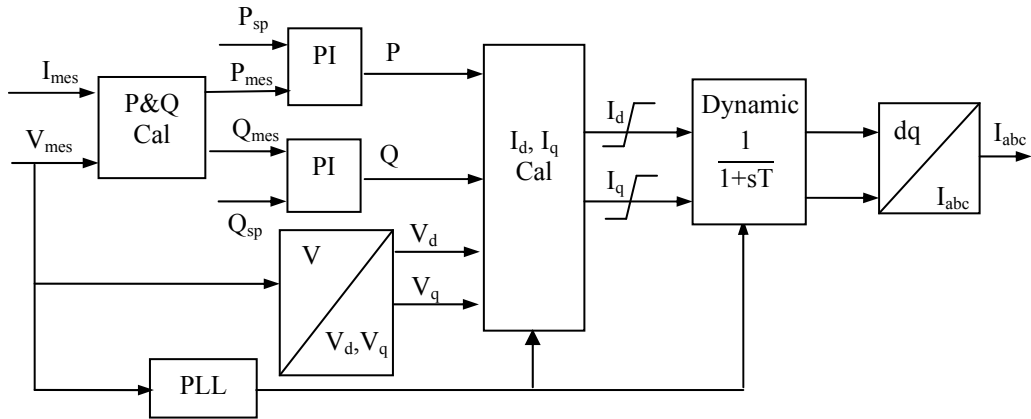 P_sp
PI
P
I_mes
P_mes
P&Q
Cal
V_mes
Q_mes
PI
Q
Q_sp
I_d, I_q
Cal
I_d
I_q
Dynamic
1
1+sT
dq
I_abc
I_abc
V
V_d,V_q
V_d
V_q
PLL